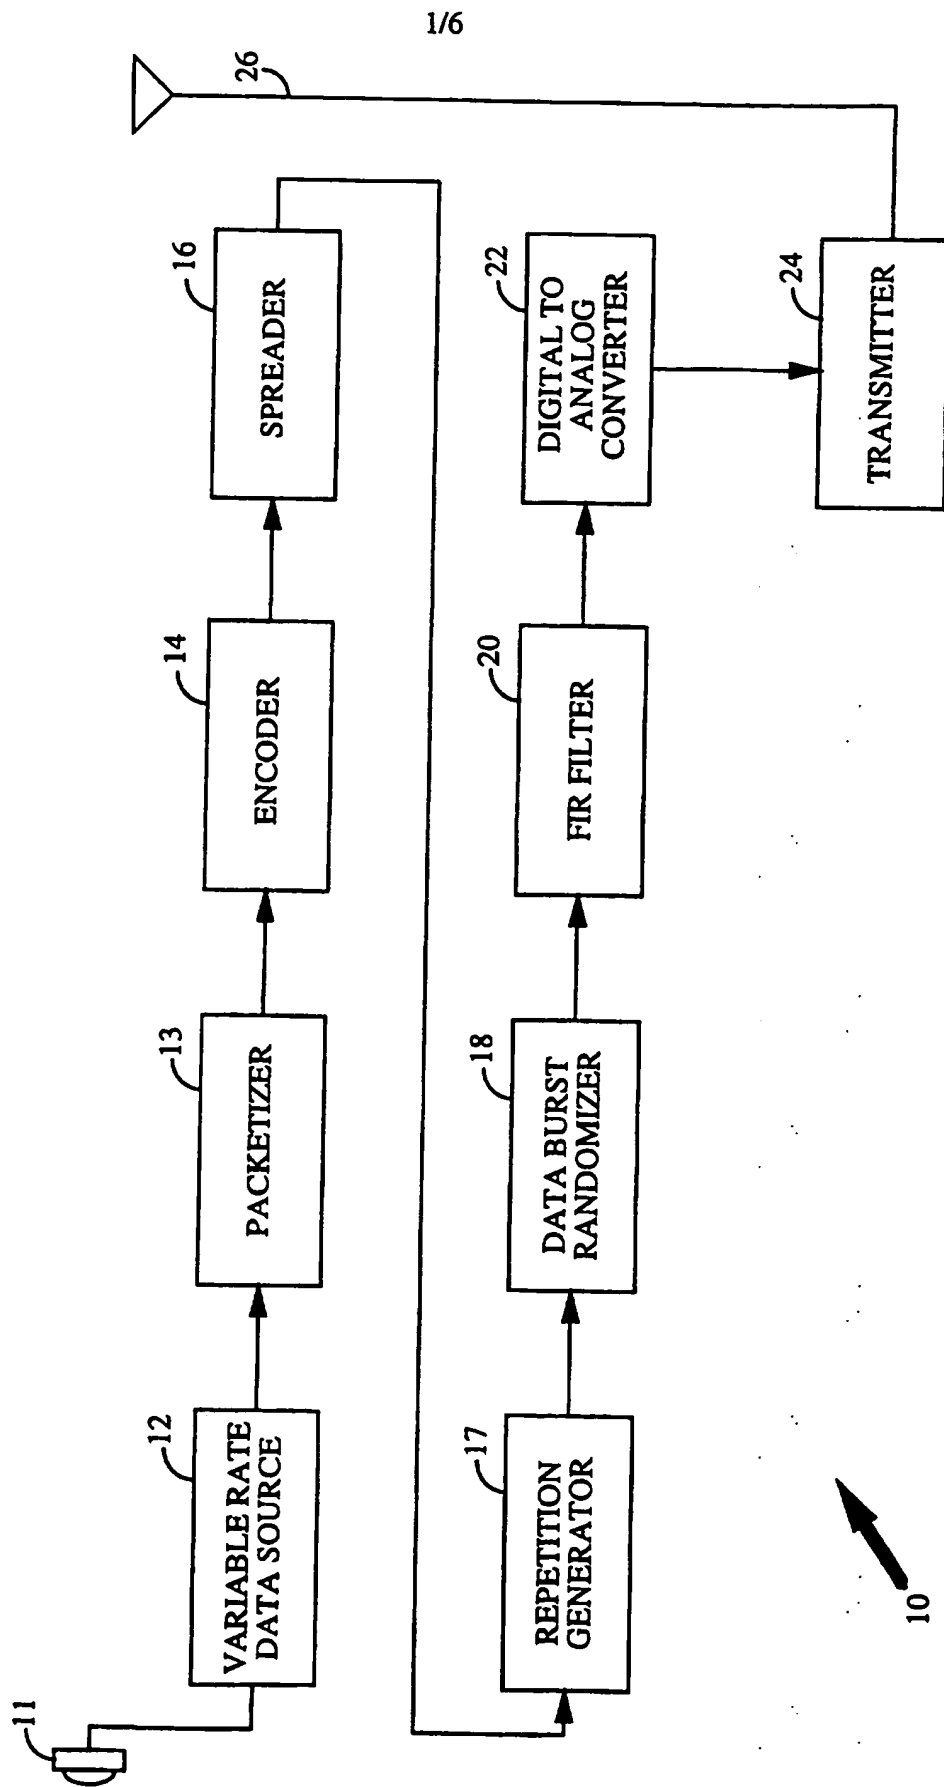 1/6
11
12
VARIABLE RATE
DATA SOURCE
13
PACKETIZER
14
ENCODER
16
SPREADER
26
17
REPETITION
GENERATOR
18
DATA BURST
RANDOMIZER
20
FIR FILTER
22
DIGITAL TO
ANALOG
CONVERTER
24
TRANSMITTER
10